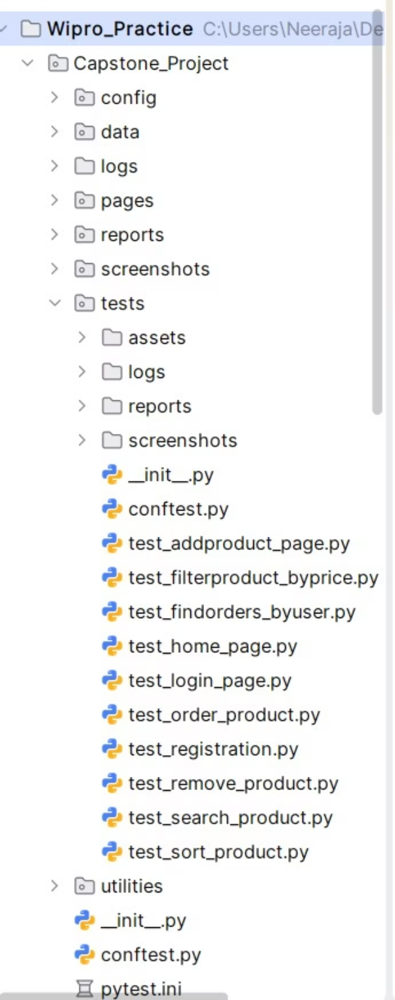 Wipro_Practice C:\Users\Neeraja\De
Capstone_Project
config
data
logs
pages
reports
screenshots
tests
assets
logs
reports
screenshots
__init__.py
conftest.py
test_addproduct_page.py
test_filterproduct_byprice.py
test_findorders_byuser.py
test_home_page.py
test_login_page.py
test_order_product.py
test_registration.py
test_remove_product.py
test_search_product.py
test_sort_product.py
utilities
__init__.py
conftest.py
pytest.ini